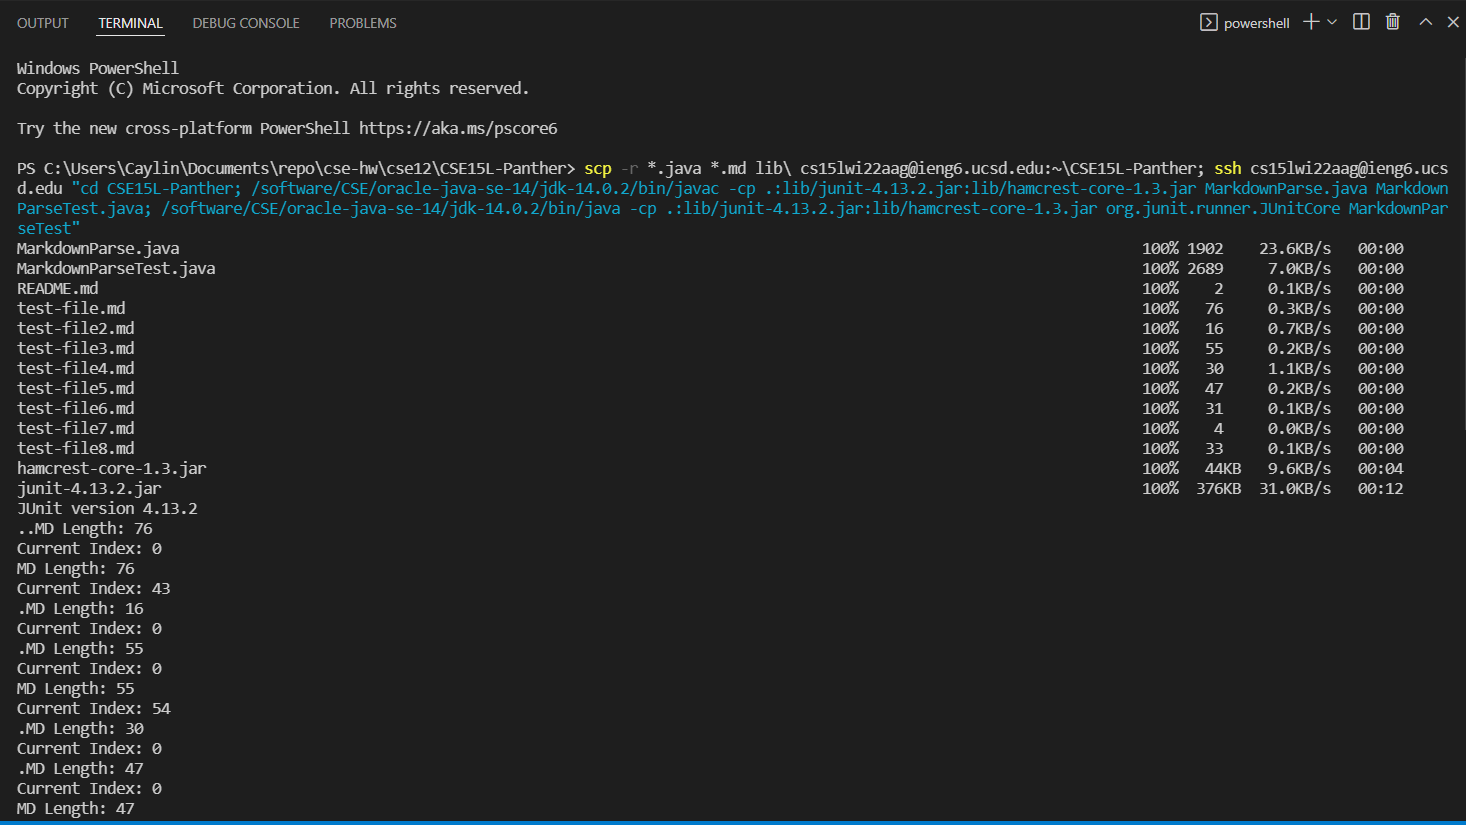 OUTPUT TERMINAL DEBUG CONSOLE PROBLEMS powershell
Windows PowerShell
Copyright (C) Microsoft Corporation. All rights reserved.
Try the new cross-platform PowerShell https://aka.ms/pscore6
PS C:\Users\Caylin\Documents\repo\cse-hw\cse12\CSE15L-Panther> scp -r *.java *.md lib\ cs15lwi22aag@ieng6.ucsd.edu:~\CSE15L-Panther; ssh cs15lwi22aag@ieng6.ucs
d.edu "cd CSE15L-Panther; /software/CSE/oracle-java-se-14/jdk-14.0.2/bin/javac -cp .:lib/junit-4.13.2.jar:lib/hamcrest-core-1.3.jar MarkdownParse.java Markdown
ParseTest.java; /software/CSE/oracle-java-se-14/jdk-14.0.2/bin/java -cp .:lib/junit-4.13.2.jar:lib/hamcrest-core-1.3.jar org.junit.runner.JUnitCore MarkdownPar
seTest"
MarkdownParse.java 100% 1902 23.6KB/s 00:00
MarkdownParseTest.java 100% 2689 7.0KB/s 00:00
README.md 100% 2 0.1KB/s 00:00
test-file.md 100% 76 0.3KB/s 00:00
test-file2.md 100% 16 0.7KB/s 00:00
test-file3.md 100% 55 0.2KB/s 00:00
test-file4.md 100% 30 1.1KB/s 00:00
test-file5.md 100% 47 0.2KB/s 00:00
test-file6.md 100% 31 0.1KB/s 00:00
test-file7.md 100% 4 0.0KB/s 00:00
test-file8.md 100% 33 0.1KB/s 00:00
hamcrest-core-1.3.jar 100% 44KB 9.6KB/s 00:04
junit-4.13.2.jar 100% 376KB 31.0KB/s 00:12
JUnit version 4.13.2
..MD Length: 76
Current Index: 0
MD Length: 76
Current Index: 43
.MD Length: 16
Current Index: 0
.MD Length: 55
Current Index: 0
MD Length: 55
Current Index: 54
.MD Length: 30
Current Index: 0
.MD Length: 47
Current Index: 0
MD Length: 47